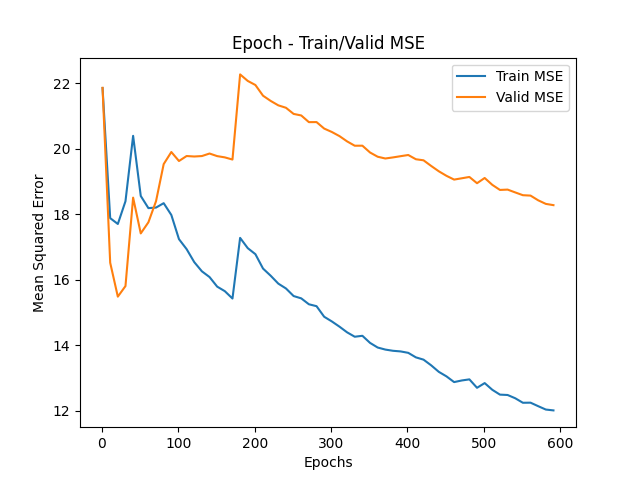 Epoch - Train/Valid MSE
Train MSE
Valid MSE
Mean Squared Error
22
20
18
16
14
12
0 100 200 300 400 500 600
Epochs